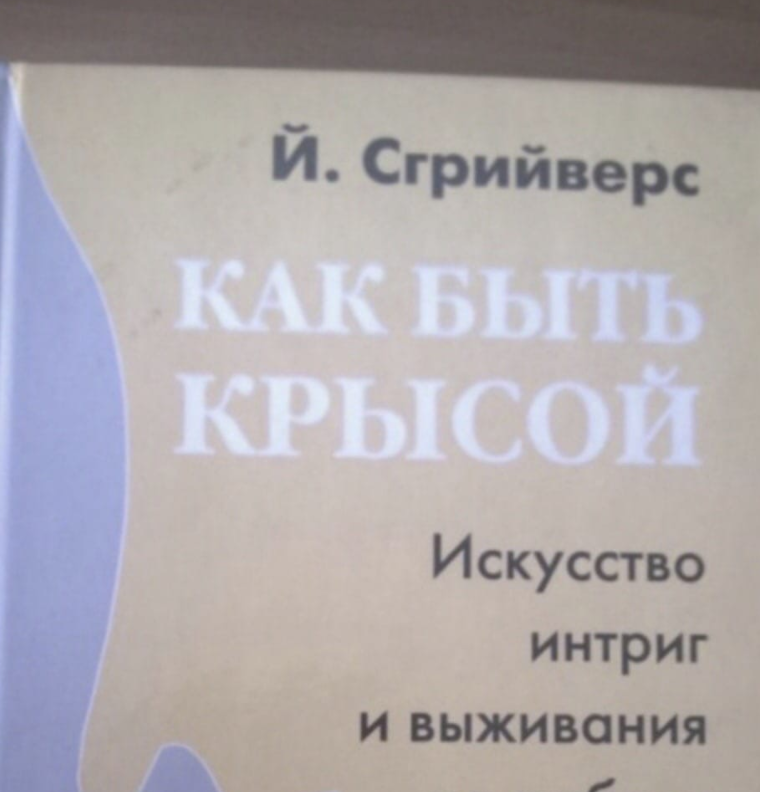 Й. Сгрийверс
КАК БЫТЬ
КРЫСОЙ
Искусство
интриг
и выживания